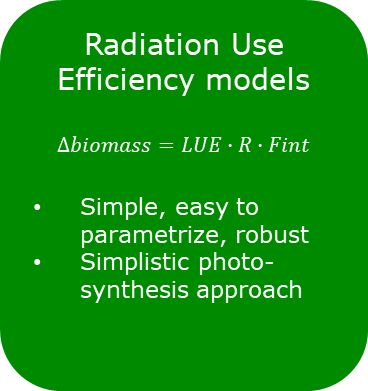 Radiation Use
Efficiency models
Δbiomass = LUE · R · Fint
• Simple, easy to
parametrize, robust
• Simplistic photo-
synthesis approach